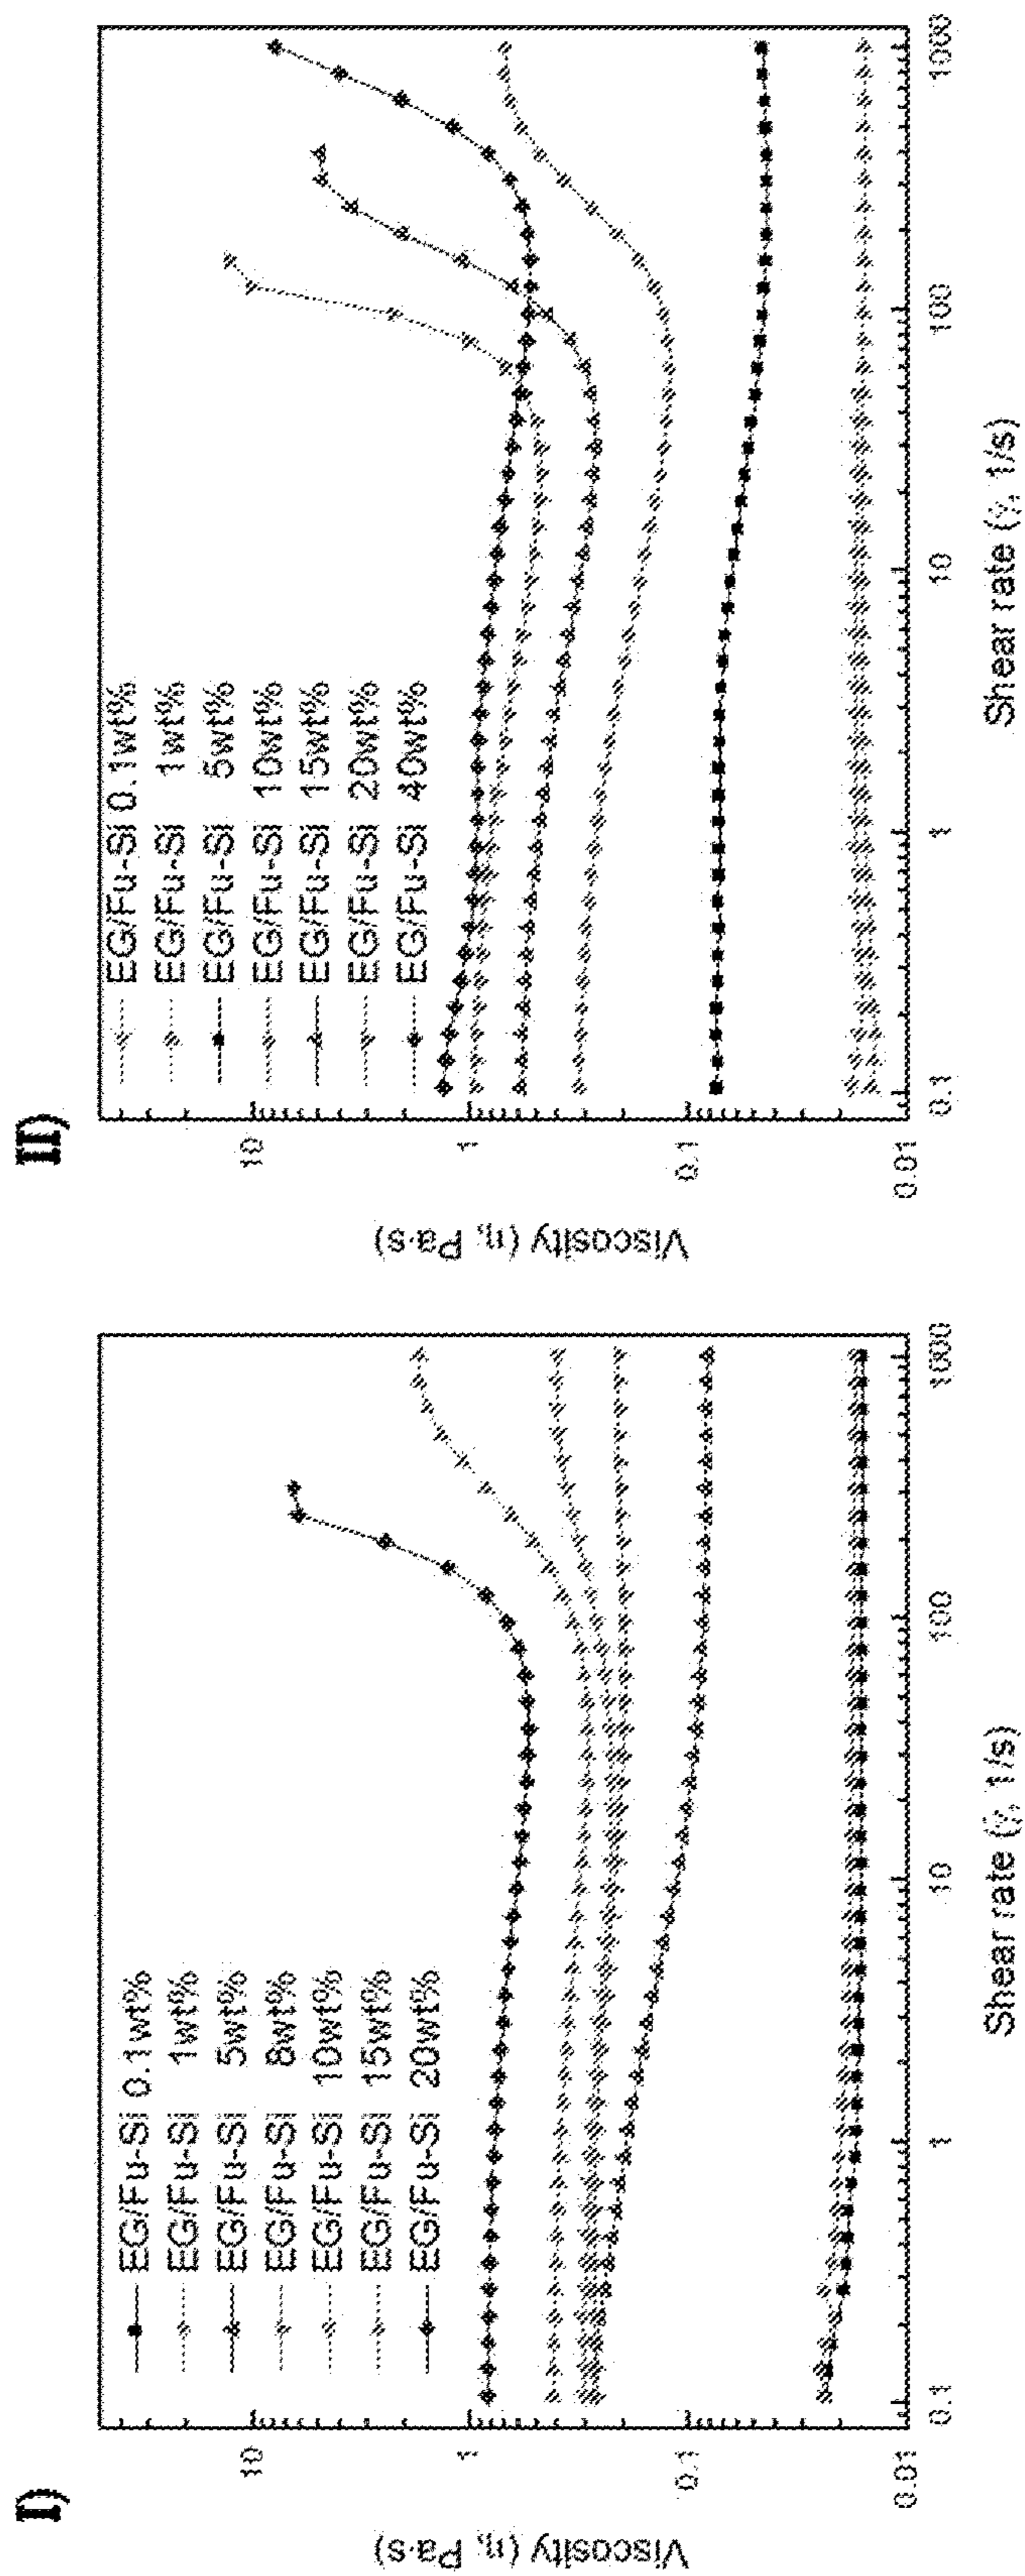 I)
Viscosity (η, Pa·s)
10
1
0.1
0.01
EG/Fu-Si 0.1wt%
EG/Fu-Si 1wt%
EG/Fu-Si 5wt%
EG/Fu-Si 8wt%
EG/Fu-Si 10wt%
EG/Fu-Si 15wt%
EG/Fu-Si 20wt%
0.1 1 10 100 1000
Shear rate (γ̇, 1/s)
II)
Viscosity (η, Pa·s)
10
1
0.1
0.01
EG/Fu-Si 0.1wt%
EG/Fu-Si 1wt%
EG/Fu-Si 5wt%
EG/Fu-Si 10wt%
EG/Fu-Si 15wt%
EG/Fu-Si 20wt%
EG/Fu-Si 40wt%
0.1 1 10 100 1000
Shear rate (γ̇, 1/s)